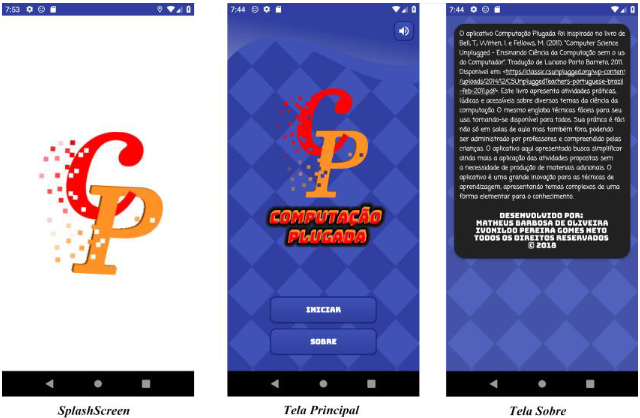 7:53
CP
SplashScreen
7:44
CP
COMPUTAÇÃO
PLUGADA
INICIAR
SOBRE
Tela Principal
7:44
O aplicativo Computação Plugada foi inspirado no livro de
Bell, T., Witten, I. e Fellows, M. (2011). "Computer Science
Unplugged - Ensinando Ciência da Computação sem o us
do Computador". Tradução de Luciano Porto Barreto, 2011.
Disponível em: <https://classic.csunplugged.org/wp-content
/uploads/2014/12/CSUnpluggedTeachers-portuguese-brazil
-feb-2011.pdf>. Este livro apresenta atividades práticas,
lúdicas e acessíveis sobre diversos temas da ciência da
computação. O mesmo engloba técnicas fáceis para seu
uso, tornando-se disponível para todos. Sua prática é fácil
não só em salas de aula mas também fora, podendo
ser administrado por professores e compreendido pelas
crianças. O aplicativo aqui apresentado busca simplificar
ainda mais a aplicação das atividades propostas sem
a necessidade de produção de materiais adicionais. O
aplicativo é uma grande inovação para as técnicas de
aprendizagem, apresentando temas complexos de uma
forma elementar para o conhecimento.
DESENVOLVIDO POR:
MATHEUS BARBOSA DE OLIVEIRA
IVONILDO PEREIRA GOMES NETO
TODOS OS DIREITOS RESERVADOS
© 2018
Tela Sobre